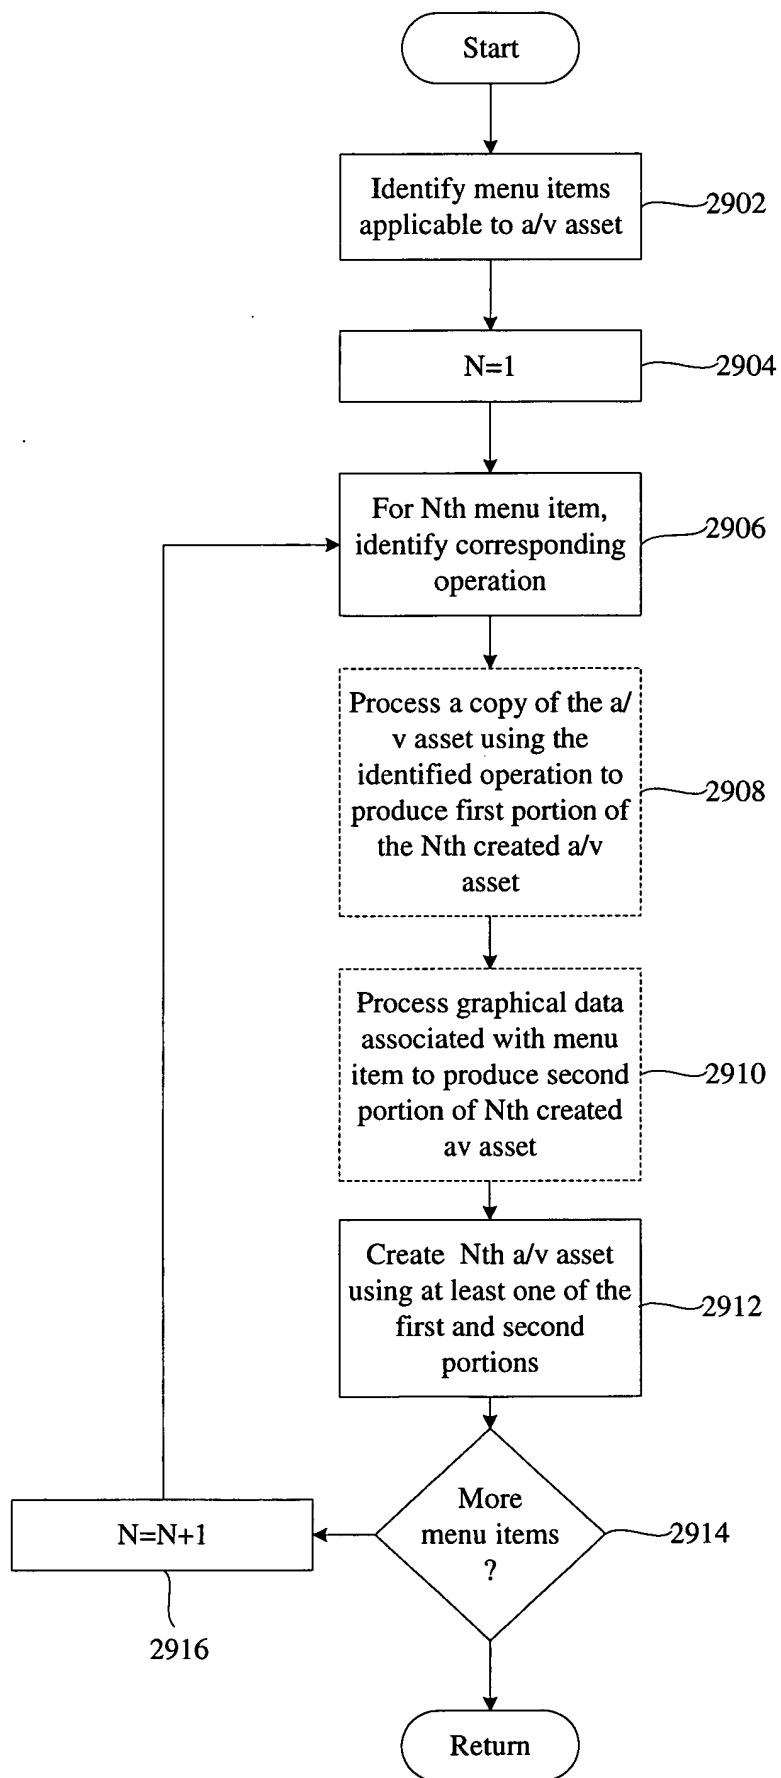 Start
Identify menu items
applicable to a/v asset
2902
N=1
2904
For Nth menu item,
identify corresponding
operation
2906
Process a copy of the a/
v asset using the
identified operation to
produce first portion of
the Nth created a/v
asset
2908
Process graphical data
associated with menu
item to produce second
portion of Nth created
av asset
2910
Create Nth a/v asset
using at least one of the
first and second
portions
2912
More
menu items
?
2914
N=N+1
2916
Return